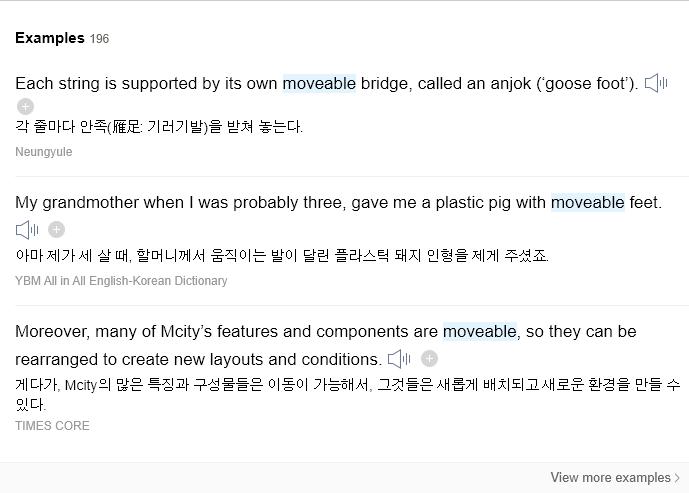 Examples 196
Each string is supported by its own moveable bridge, called an anjok (‘goose foot’).
각 줄마다 안족(雁足: 기러기발)을 받쳐 놓는다.
Neungyule
My grandmother when I was probably three, gave me a plastic pig with moveable feet.
아마 제가 세 살 때, 할머니께서 움직이는 발이 달린 플라스틱 돼지 인형을 제게 주셨죠.
YBM All in All English-Korean Dictionary
Moreover, many of Mcity’s features and components are moveable, so they can be
rearranged to create new layouts and conditions.
게다가, Mcity의 많은 특징과 구성물들은 이동이 가능해서, 그것들은 새롭게 배치되고 새로운 환경을 만들 수
있다.
TIMES CORE
View more examples